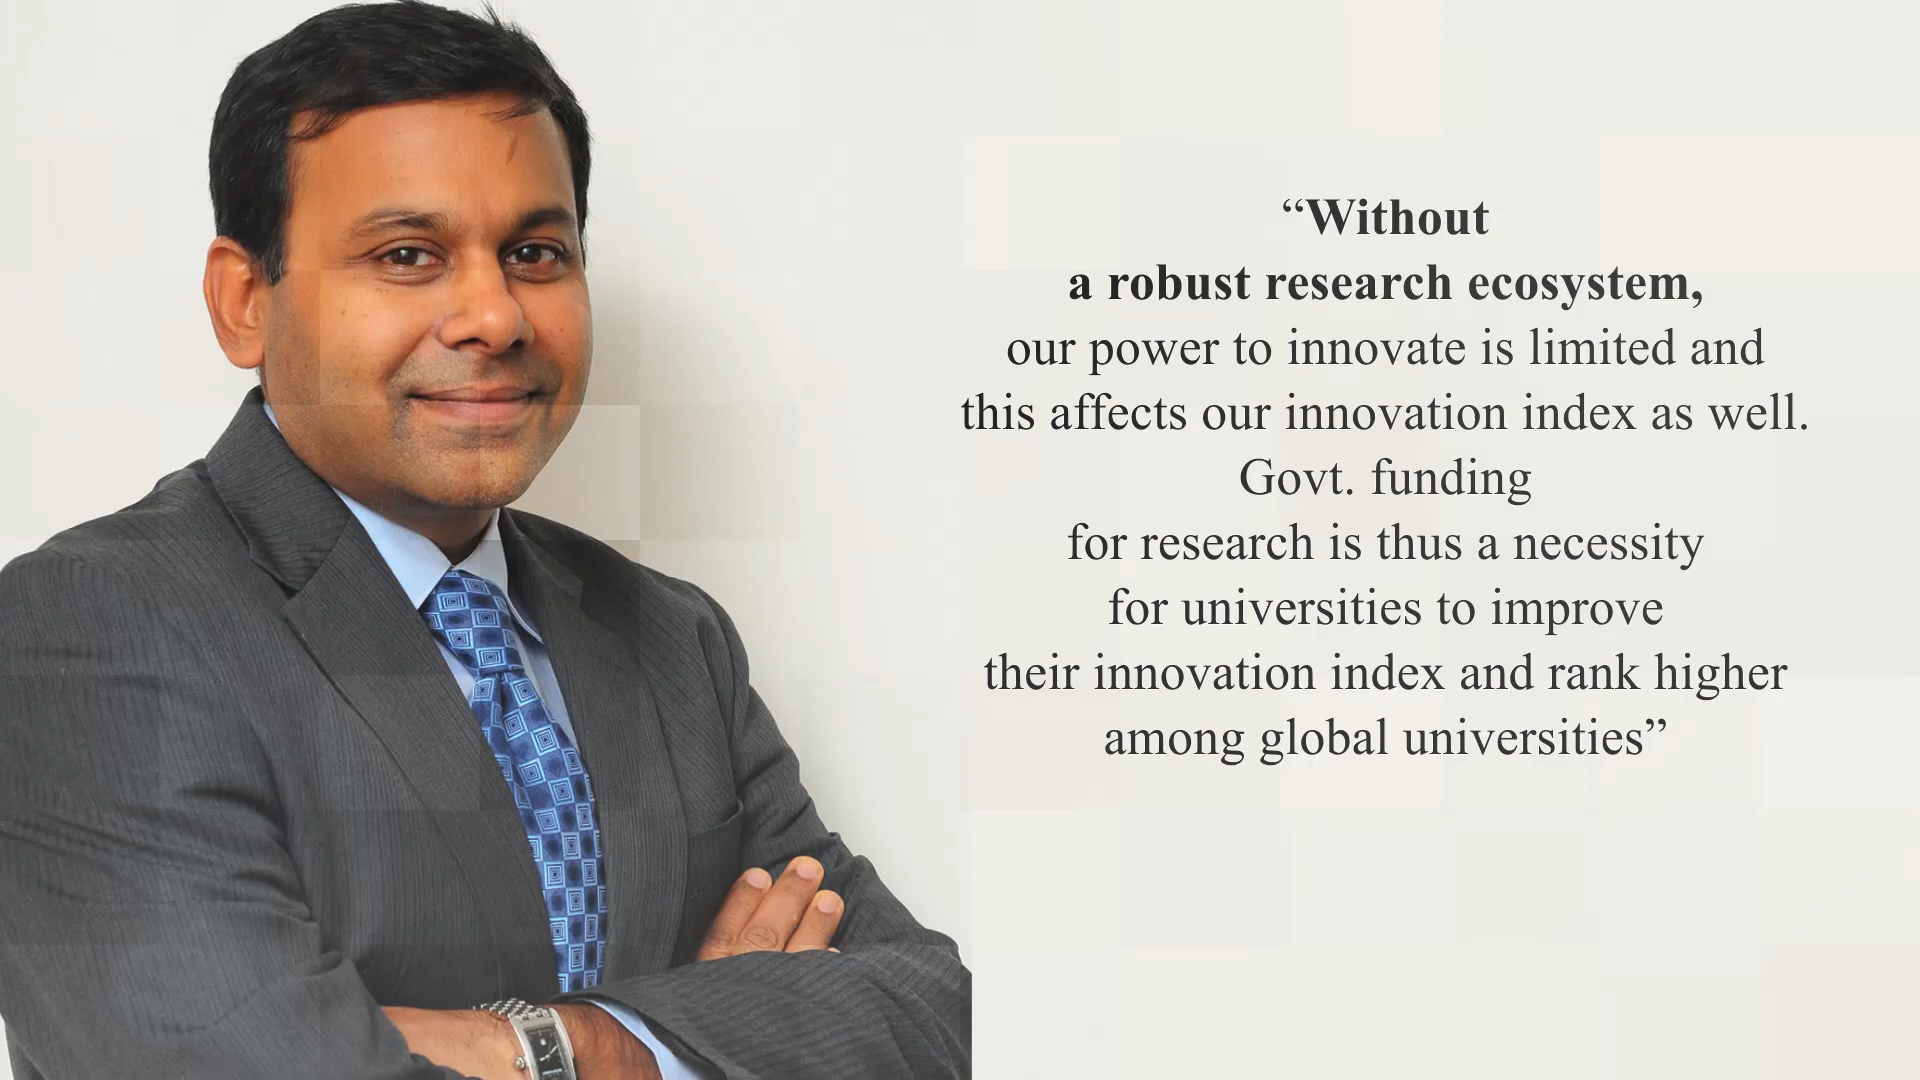 “Without
a robust research ecosystem,
our power to innovate is limited and
this affects our innovation index as well.
Govt. funding
for research is thus a necessity
for universities to improve
their innovation index and rank higher
among global universities”